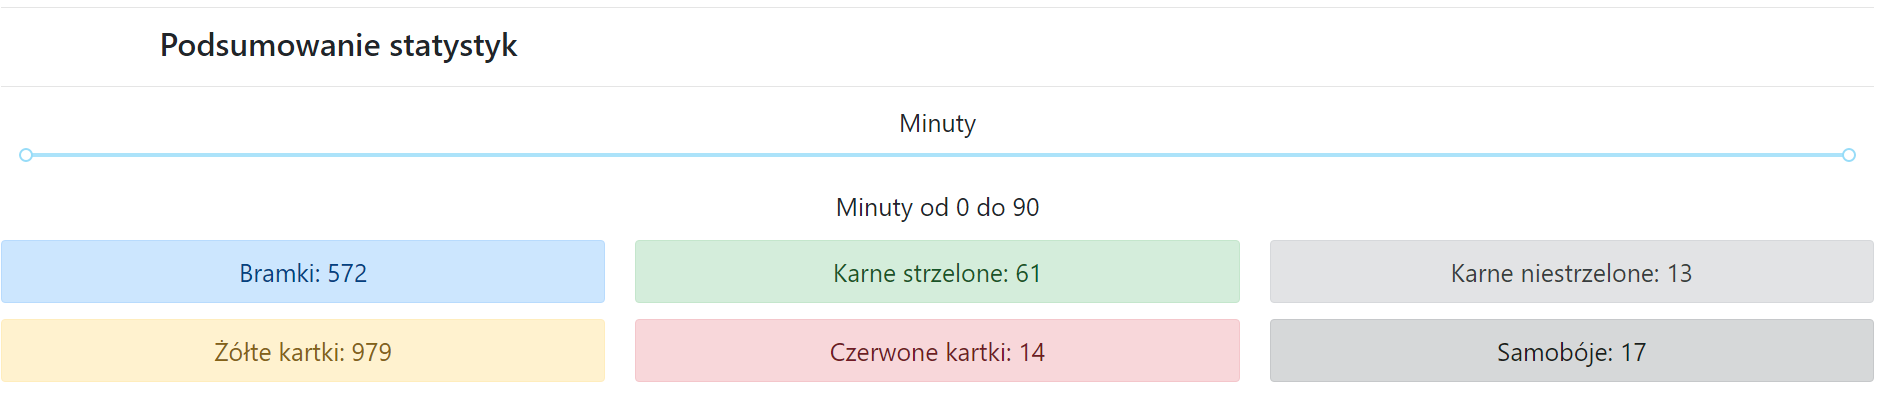 Podsumowanie statystyk
Minuty
Minuty od 0 do 90
Bramki: 572
Karne strzelone: 61
Karne niestrzelone: 13
Żółte kartki: 979
Czerwone kartki: 14
Samobóje: 17